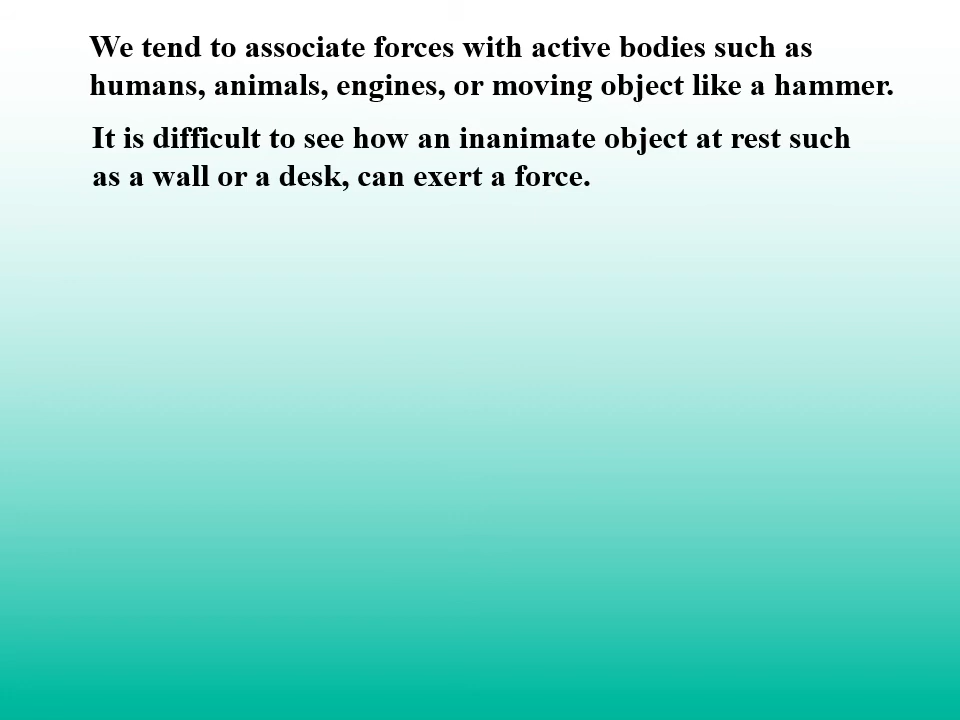 We tend to associate forces with active bodies such as
humans, animals, engines, or moving object like a hammer.
It is difficult to see how an inanimate object at rest such
as a wall or a desk, can exert a force.